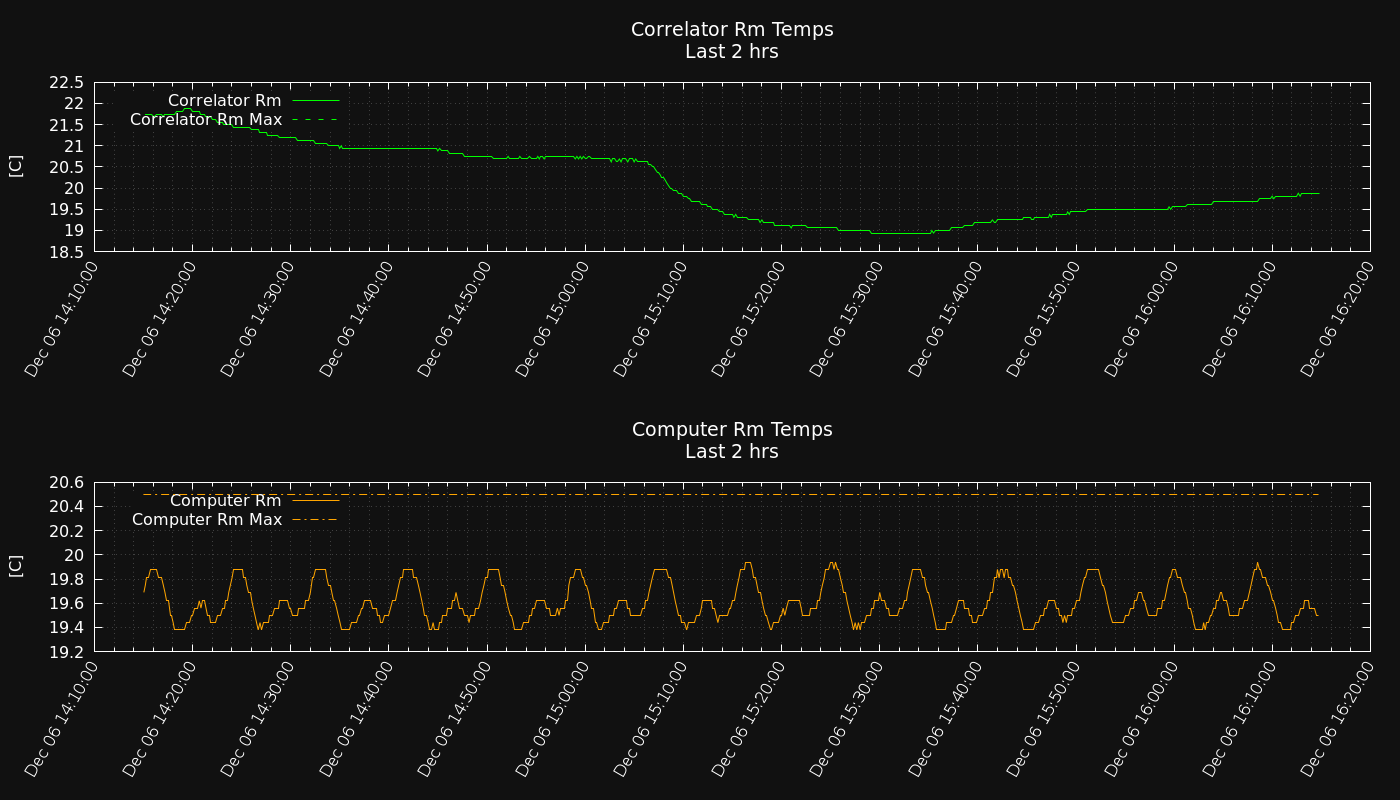 Correlator Rm Temps
Last 2 hrs
22.5
22
21.5
21
20.5
20
19.5
19
18.5
[C]
Correlator Rm
Correlator Rm Max
Dec 06 14:10:00
Dec 06 14:20:00
Dec 06 14:30:00
Dec 06 14:40:00
Dec 06 14:50:00
Dec 06 15:00:00
Dec 06 15:10:00
Dec 06 15:20:00
Dec 06 15:30:00
Dec 06 15:40:00
Dec 06 15:50:00
Dec 06 16:00:00
Dec 06 16:10:00
Dec 06 16:20:00
Computer Rm Temps
Last 2 hrs
20.6
20.4
20.2
20
19.8
19.6
19.4
19.2
[C]
Computer Rm
Computer Rm Max
Dec 06 14:10:00
Dec 06 14:20:00
Dec 06 14:30:00
Dec 06 14:40:00
Dec 06 14:50:00
Dec 06 15:00:00
Dec 06 15:10:00
Dec 06 15:20:00
Dec 06 15:30:00
Dec 06 15:40:00
Dec 06 15:50:00
Dec 06 16:00:00
Dec 06 16:10:00
Dec 06 16:20:00